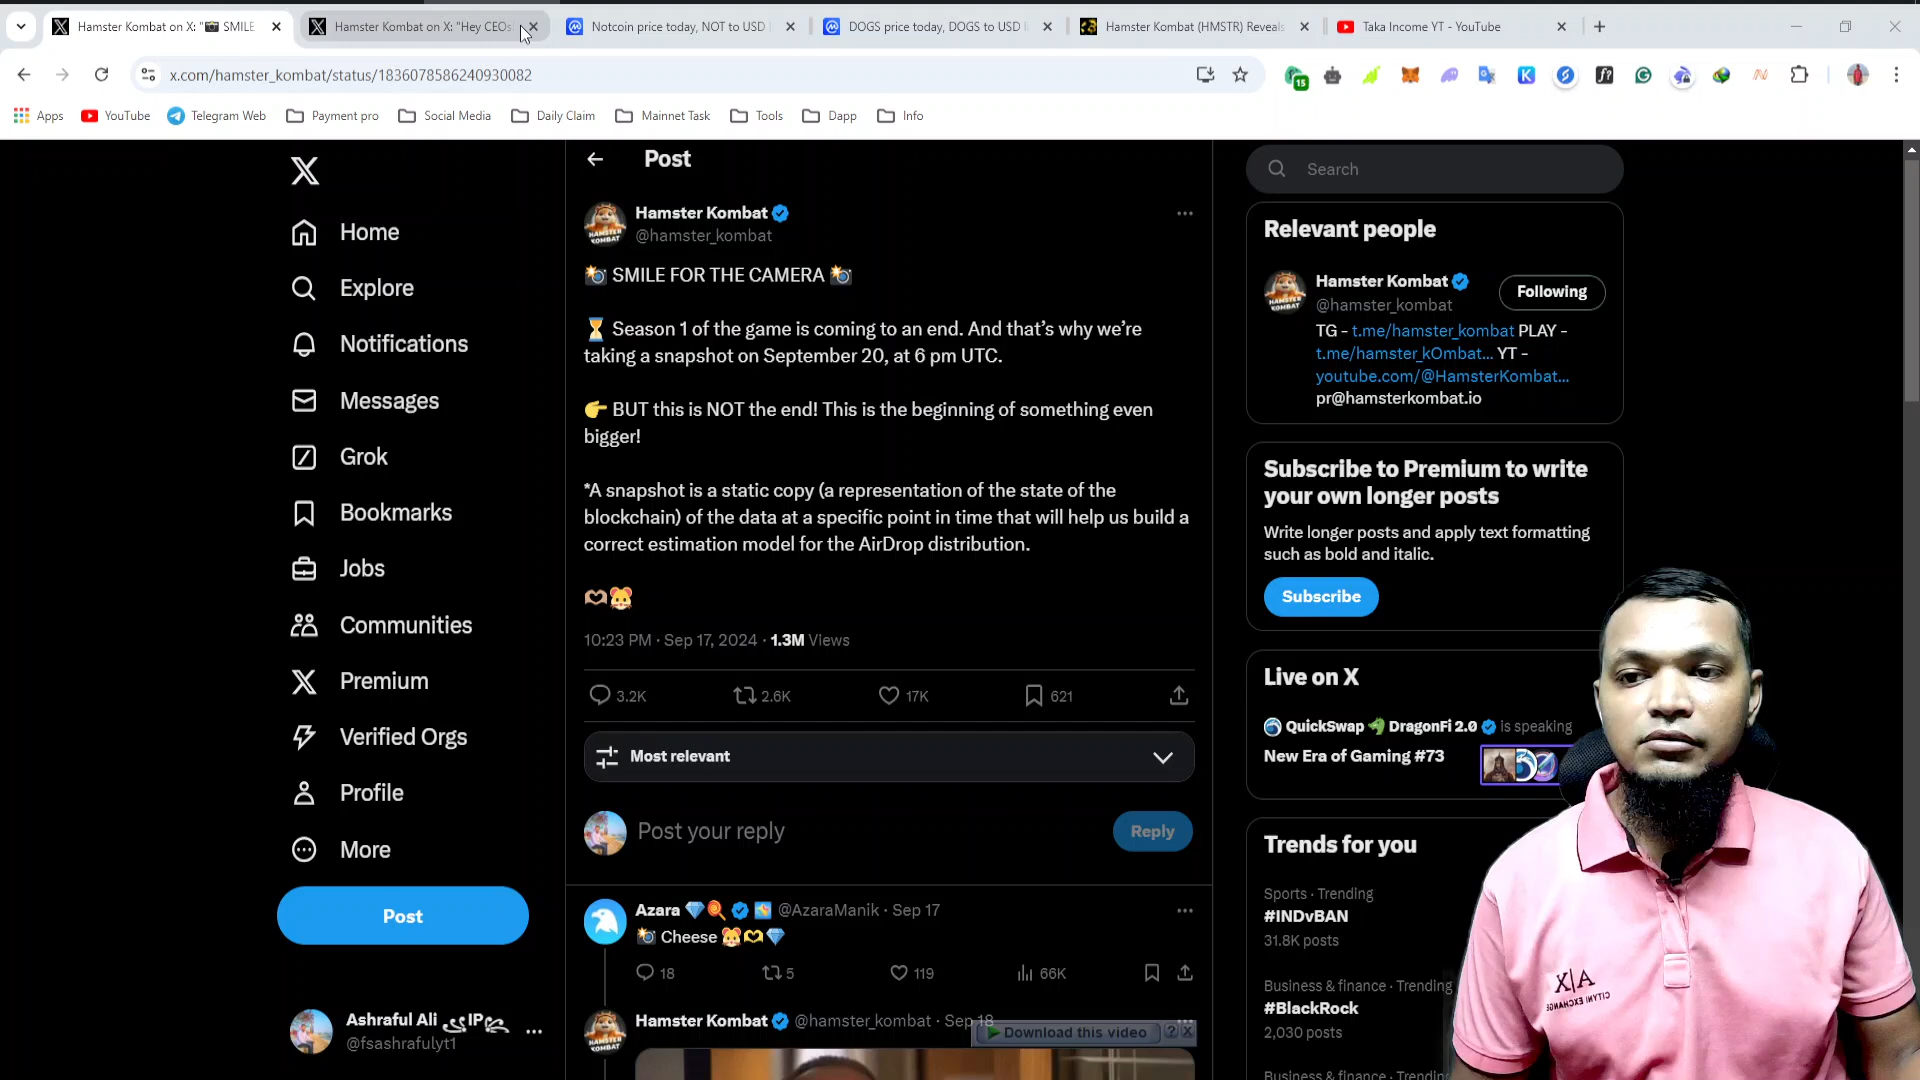 Hamster Kombat on X: "📸 SMILE
Hamster Kombat on X: "Hey CEOs
Notcoin price today, NOT to USD l
DOGS price today, DOGS to USD l
Hamster Kombat (HMSTR) Reveals
Taka Income YT - YouTube
x.com/hamster_kombat/status/1836078586240930082
15
Apps
YouTube
Telegram Web
Payment pro
Social Media
Daily Claim
Mainnet Task
Tools
Dapp
Info
Home
Explore
Notifications
Messages
Grok
Bookmarks
Jobs
Communities
Premium
Verified Orgs
Profile
More
Post
Ashraful Ali
@fsashrafulyt1
Post
Hamster Kombat
@hamster_kombat
📸 SMILE FOR THE CAMERA 📸
⏳ Season 1 of the game is coming to an end. And that’s why we’re
taking a snapshot on September 20, at 6 pm UTC.
👉 BUT this is NOT the end! This is the beginning of something even
bigger!
*A snapshot is a static copy (a representation of the state of the
blockchain) of the data at a specific point in time that will help us build a
correct estimation model for the AirDrop distribution.
🫶🐹
10:23 PM · Sep 17, 2024 · 1.3M Views
3.2K 2.6K 17K 621
Most relevant
Post your reply
Reply
Azara @AzaraManik · Sep 17
📸 Cheese 🐹🫶💎
18 5 119 66K
Hamster Kombat @hamster_kombat · Sep 18
Download this video ? X
Search
Relevant people
Hamster Kombat
@hamster_kombat
Following
TG - t.me/hamster_kombat PLAY -
t.me/hamster_kOmbat… YT -
youtube.com/@HamsterKombat…
pr@hamsterkombat.io
Subscribe to Premium to write
your own longer posts
Write longer posts and apply text formatting
such as bold and italic.
Subscribe
Live on X
QuickSwap 🐲 DragonFi 2.0 is speaking
New Era of Gaming #73
Trends for you
Sports · Trending
#INDvBAN
31.8K posts
Business & finance · Trending
#BlackRock
2,030 posts
Business & finance · Trending